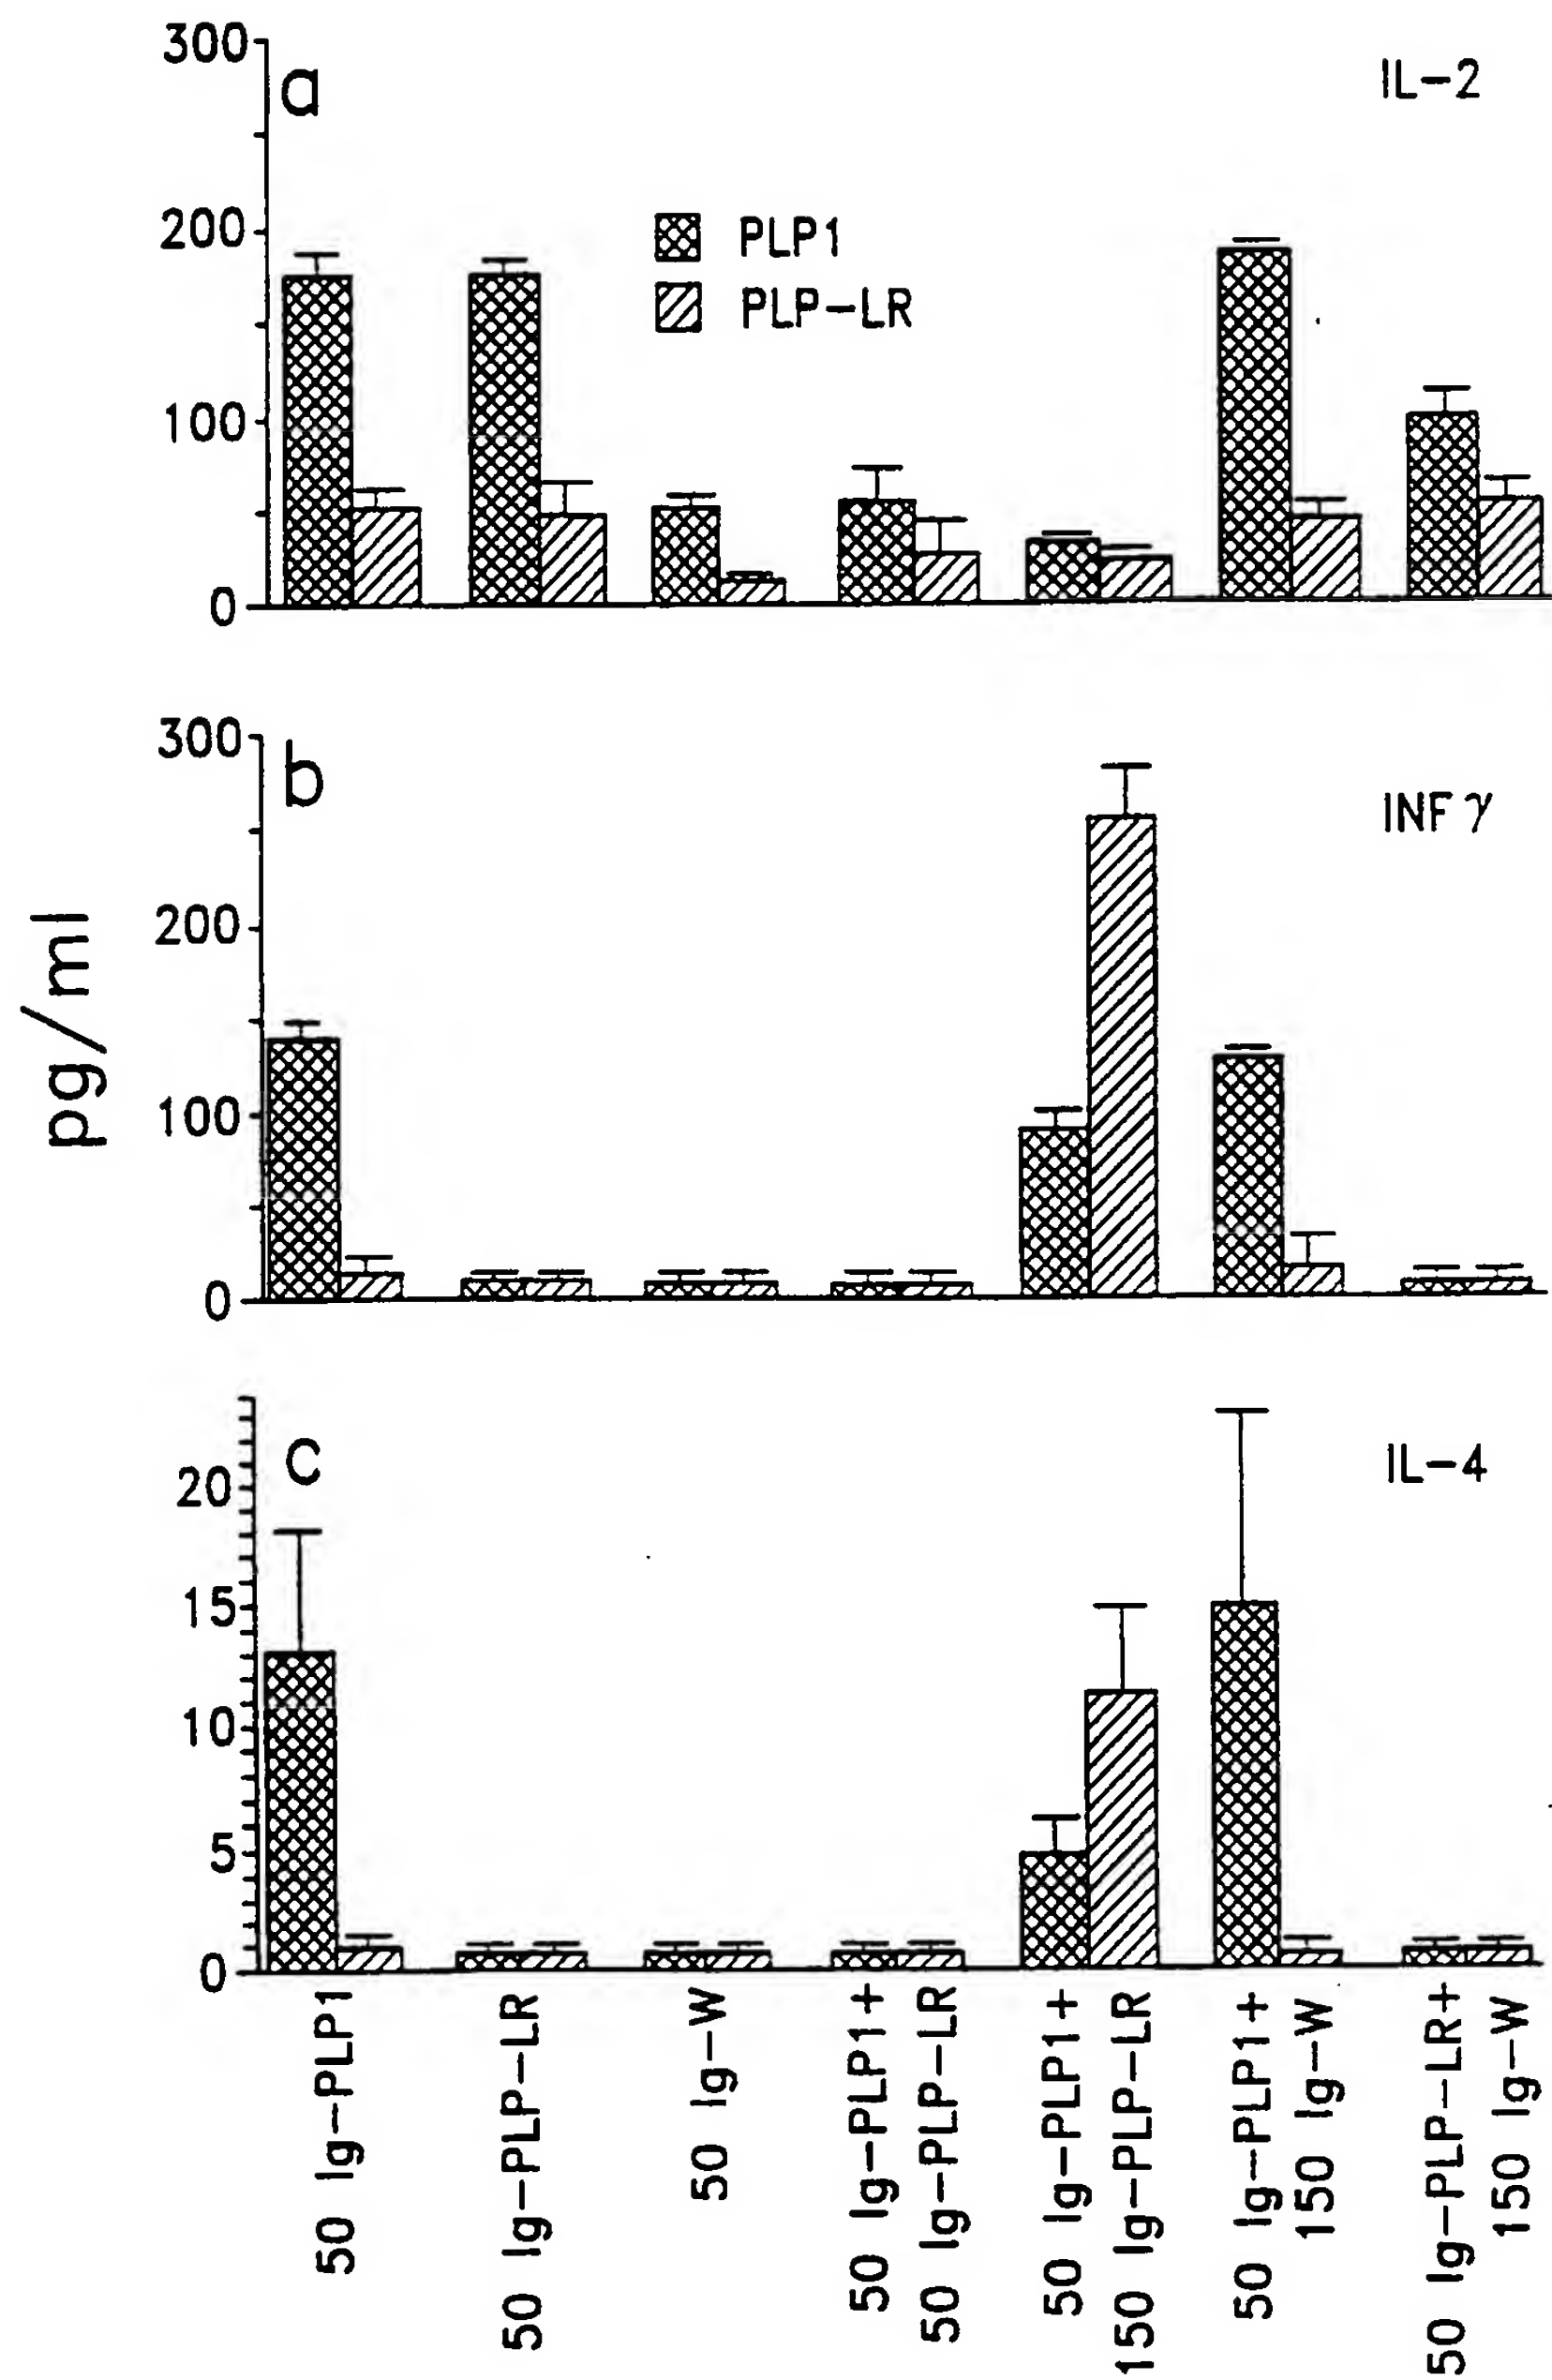 300
a
IL-2
200
PLP1
PLP-LR
100
0
300
b
INF γ
200
pg/ml
100
0
c
IL-4
20
15
10
5
0
50 Ig-PLP1
50 Ig-PLP-LR
50 Ig-W
50 Ig-PLP1+
50 Ig-PLP-LR
50 Ig-PLP1+
150 Ig-PLP-LR
50 Ig-PLP1+
150 Ig-W
50 Ig-PLP-LR+
150 Ig-W